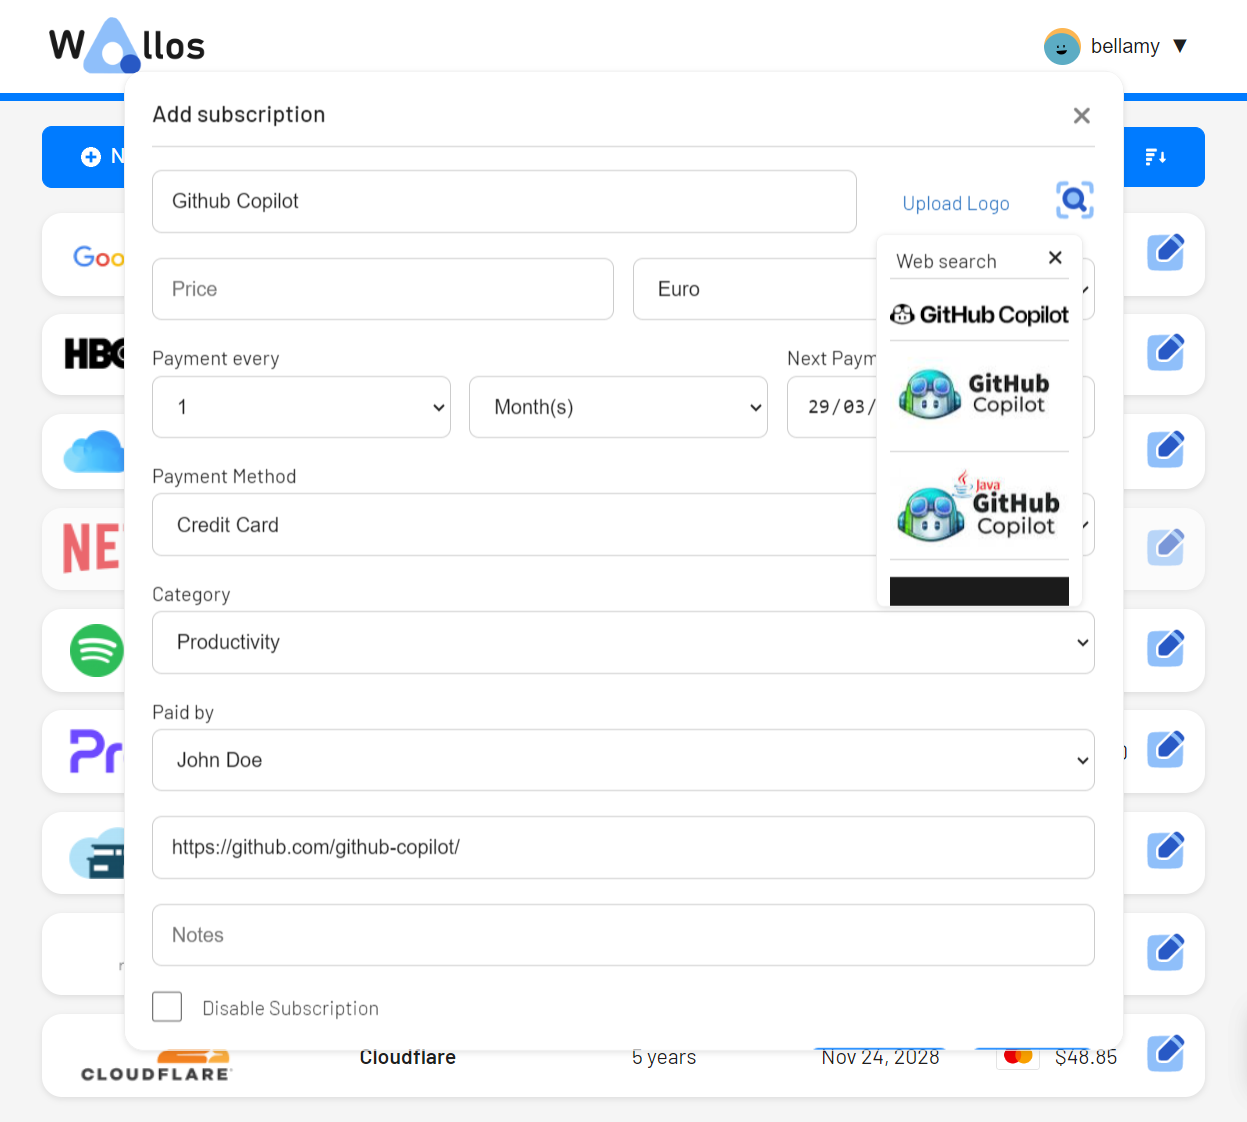 Wallos
bellamy ▼
Add subscription
Github Copilot
Upload Logo
Web search
Price
Euro
GitHub Copilot
Payment every
Next Paym
GitHub
Copilot
1
Month(s)
29/03/
Payment Method
Java
GitHub
Copilot
Credit Card
Category
Productivity
Paid by
John Doe
https://github.com/github-copilot/
Notes
Disable Subscription
N
Goo
HBO
NE
Pr
CLOUDFLARE
Cloudflare
5 years
Nov 24, 2028
$48.85